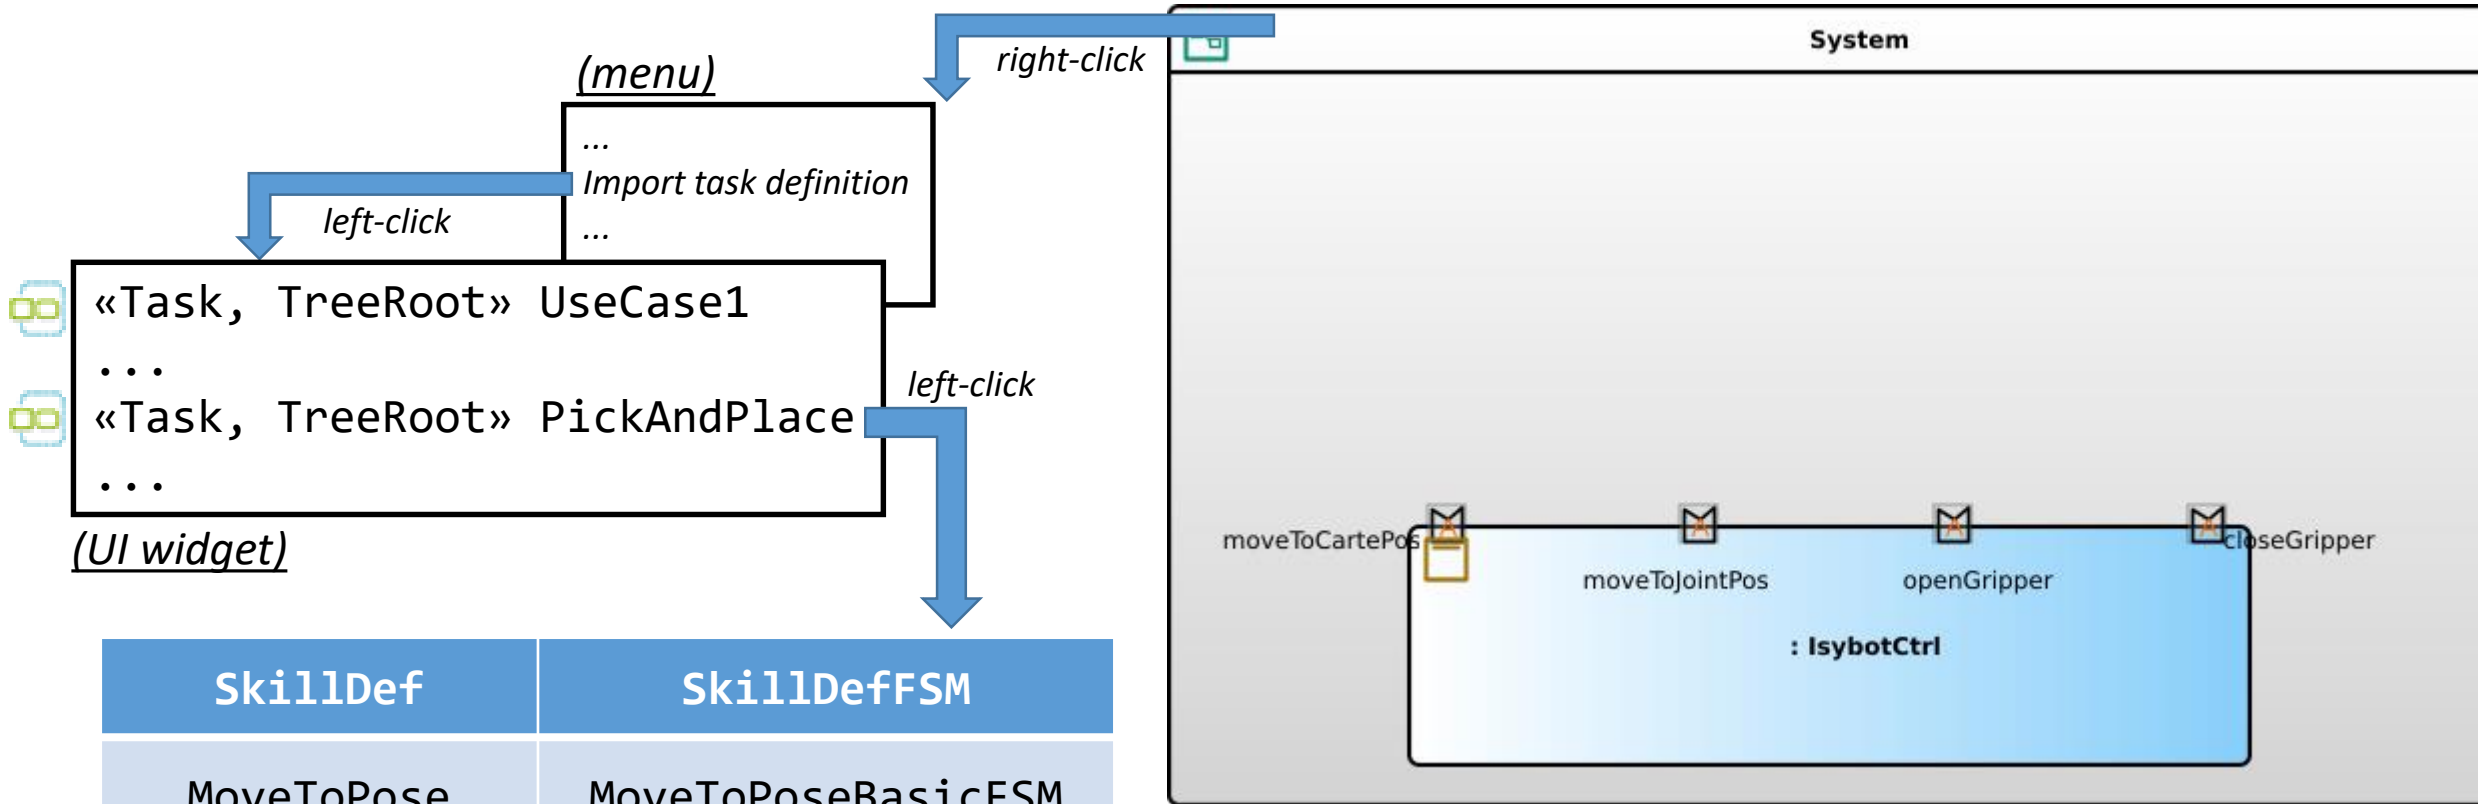 (menu)
right-click
System
...
Import task definition
...
left-click
«Task, TreeRoot» UseCase1
...
«Task, TreeRoot» PickAndPlace
...
left-click
(UI widget)
moveToCartePos
moveToJointPos
openGripper
closeGripper
: IsybotCtrl
SkillDef SkillDefFSM
MoveToPose MoveToPoseBasicFSM